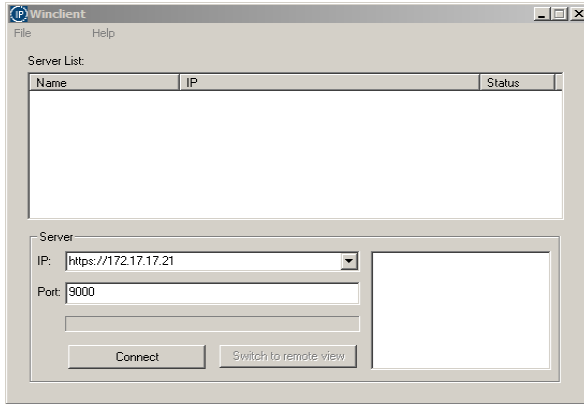 IP Winclient
File Help
Server List:
Name IP Status
Server
IP: https://172.17.17.21
Port: 9000
Connect Switch to remote view